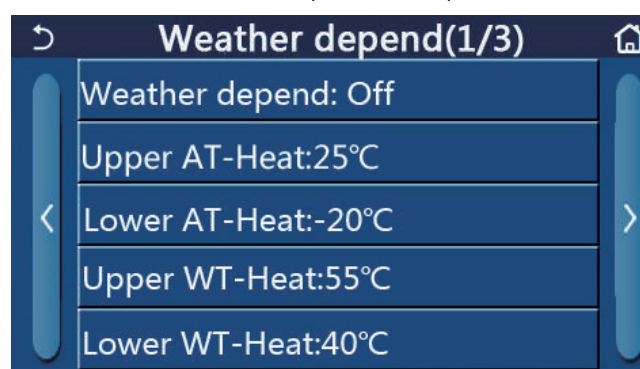 Weather depend(1/3)
Weather depend: Off
Upper AT-Heat:25℃
Lower AT-Heat:-20℃
Upper WT-Heat:55℃
Lower WT-Heat:40℃